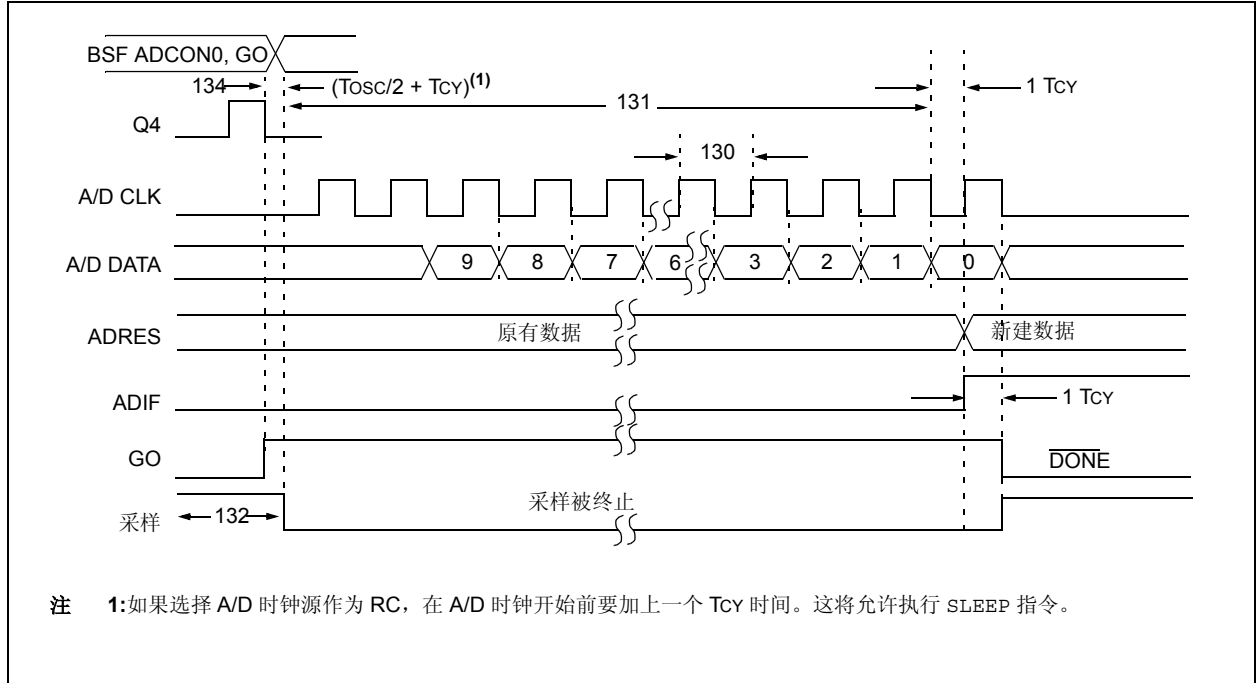 BSF ADCON0, GO
134
(TOSC/2 + TCY)(1)
131
1 TCY
Q4
130
A/D CLK
A/D DATA
9 8 7 6 3 2 1 0
ADRES
原有数据
新建数据
ADIF
1 TCY
GO
DONE
采样
132
采样被终止
注 1:如果选择 A/D 时钟源作为 RC，在 A/D 时钟开始前要加上一个 TCY 时间。这将允许执行 SLEEP 指令。